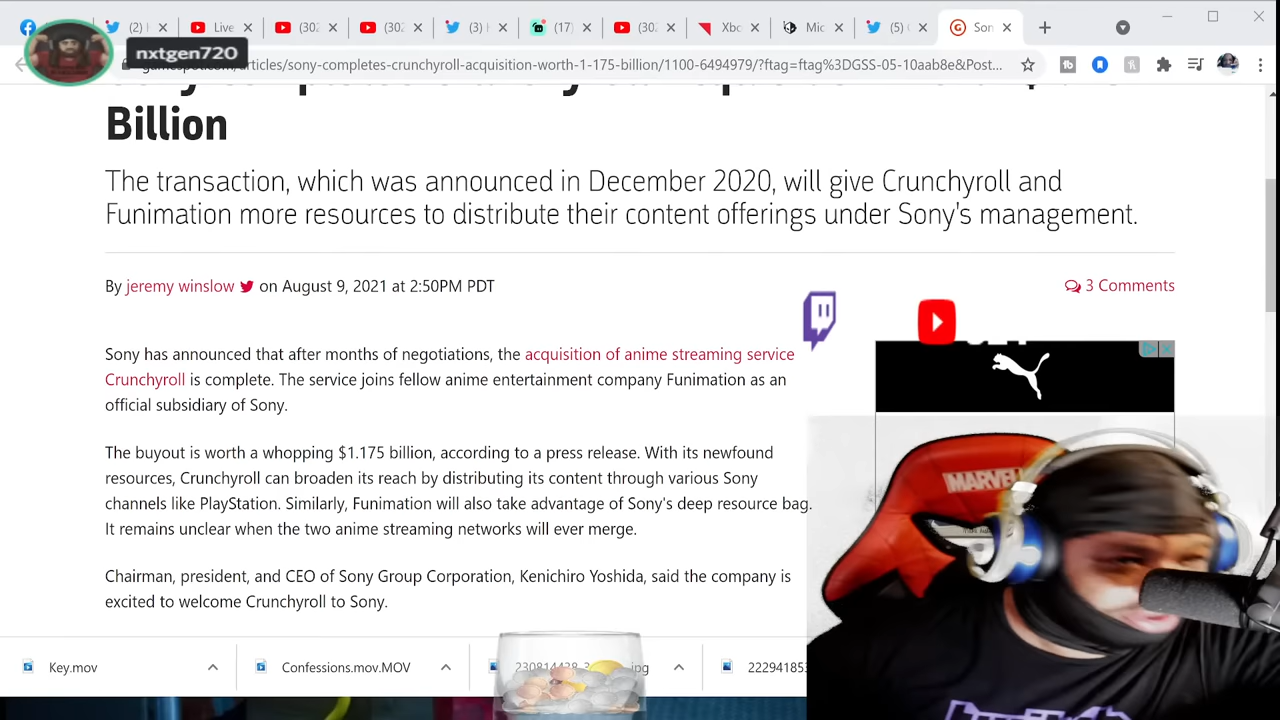 (2)
Live
(302
(302
(3)
(17)
(302
Xbc
Mic
(5)
Son
nxtgen720
gamespot.com/articles/sony-completes-crunchyroll-acquisition-worth-1-175-billion/1100-6494979/?ftag=ftag%3DGSS-05-10aab8e&Post...
Billion
The transaction, which was announced in December 2020, will give Crunchyroll and
Funimation more resources to distribute their content offerings under Sony's management.
By jeremy winslow on August 9, 2021 at 2:50PM PDT
3 Comments
Sony has announced that after months of negotiations, the acquisition of anime streaming service
Crunchyroll is complete. The service joins fellow anime entertainment company Funimation as an
official subsidiary of Sony.
The buyout is worth a whopping $1.175 billion, according to a press release. With its newfound
resources, Crunchyroll can broaden its reach by distributing its content through various Sony
channels like PlayStation. Similarly, Funimation will also take advantage of Sony's deep resource bag.
It remains unclear when the two anime streaming networks will ever merge.
Chairman, president, and CEO of Sony Group Corporation, Kenichiro Yoshida, said the company is
excited to welcome Crunchyroll to Sony.
MARVEL
Key.mov
Confessions.mov.MOV